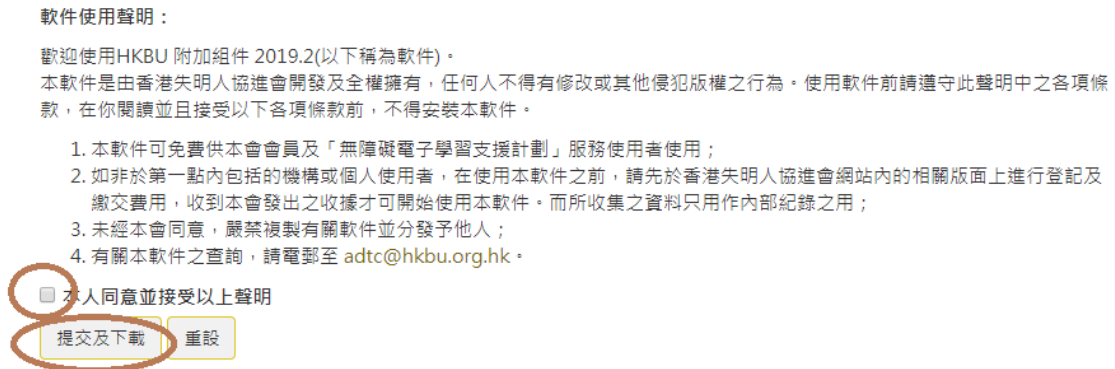 軟件使用聲明：
歡迎使用HKBU 附加組件 2019.2(以下稱為軟件)。
本軟件是由香港失明人協進會開發及全權擁有，任何人不得有修改或其他侵犯版權之行為。使用軟件前請遵守此聲明中之各項條
款，在你閱讀並且接受以下各項條款前，不得安裝本軟件。
1. 本軟件可免費供本會會員及「無障礙電子學習支援計劃」服務使用者使用；
2. 如非於第一點內包括的機構或個人使用者，在使用本軟件之前，請先於香港失明人協進會網站內的相關版面上進行登記及
繳交費用，收到本會發出之收據才可開始使用本軟件。而所收集之資料只用作內部紀錄之用；
3. 未經本會同意，嚴禁複製有關軟件並分發予他人；
4. 有關本軟件之查詢，請電郵至 adtc@hkbu.org.hk。
本人同意並接受以上聲明
提交及下載 重設